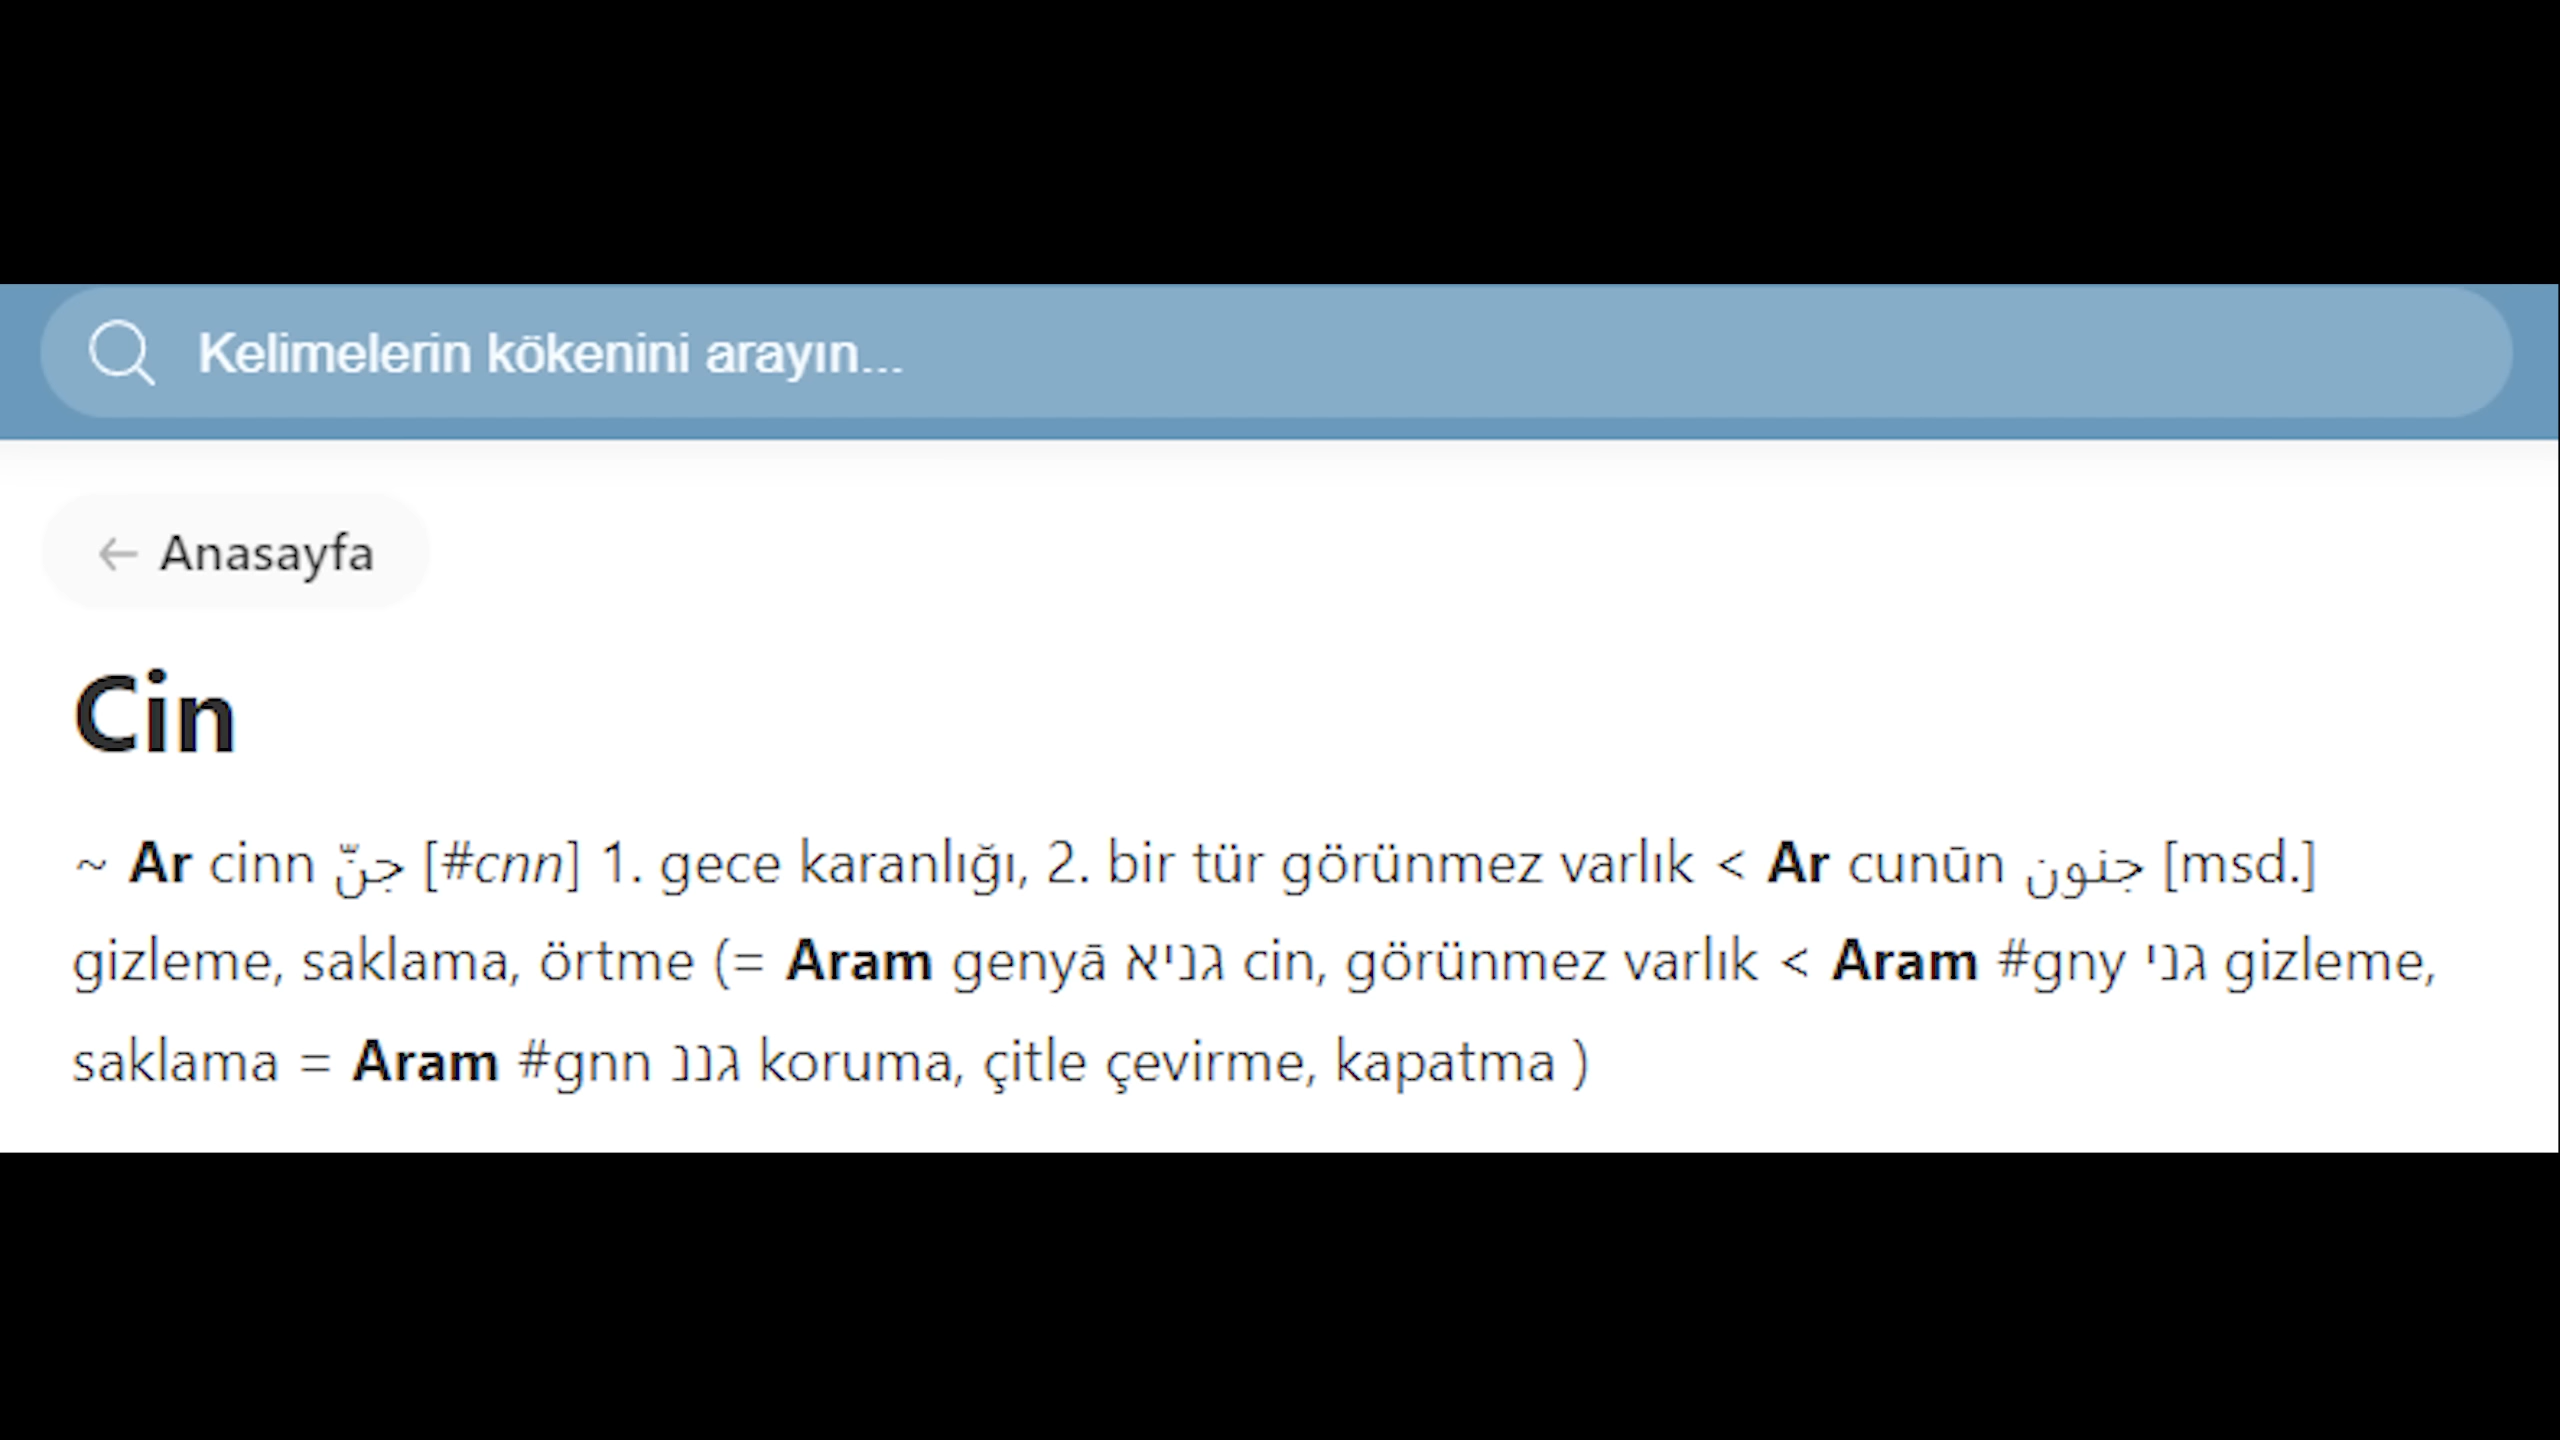 Kelimelerin kökenini arayın...
← Anasayfa
Cin
~ Ar cinn جنّ [#cnn] 1. gece karanlığı, 2. bir tür görünmez varlık < Ar cunūn جنون [msd.]
gizleme, saklama, örtme (= Aram genyā גניא cin, görünmez varlık < Aram #gny גני gizleme,
saklama = Aram #gnn גננ koruma, çitle çevirme, kapatma )